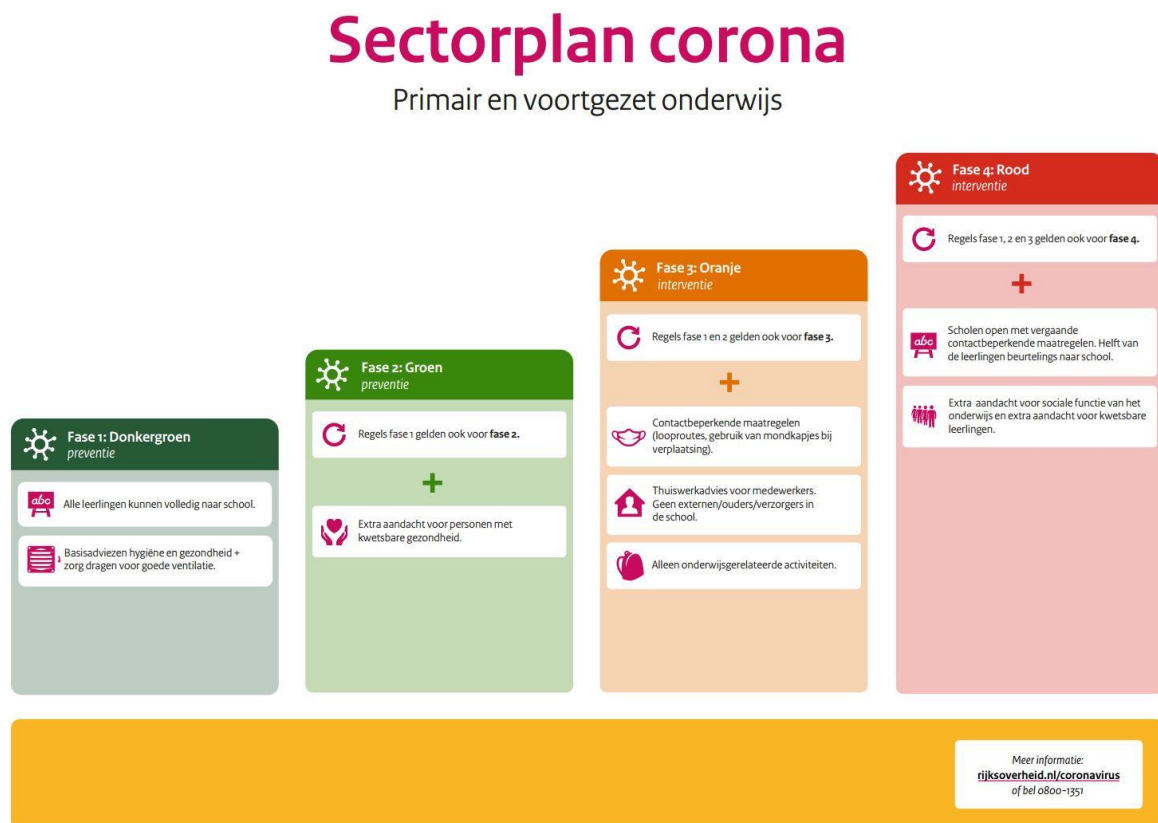 Sectorplan corona
Primair en voortgezet onderwijs
Fase 1: Donkergroen
preventie
abc
Alle leerlingen kunnen volledig naar school.
Basisadviezen hygiëne en gezondheid +
zorg dragen voor goede ventilatie.
Fase 2: Groen
preventie
Regels fase 1 gelden ook voor fase 2.
+
Extra aandacht voor personen met
kwetsbare gezondheid.
Fase 3: Oranje
interventie
Regels fase 1 en 2 gelden ook voor fase 3.
+
Contactbeperkende maatregelen
(looproutes, gebruik van mondkapjes bij
verplaatsing).
Thuiswerkadvies voor medewerkers.
Geen externen/ouders/verzorgers in
de school.
Alleen onderwijsgerelateerde activiteiten.
Fase 4: Rood
interventie
Regels fase 1, 2 en 3 gelden ook voor fase 4.
+
abc
Scholen open met vergaande
contactbeperkende maatregelen. Helft van
de leerlingen beurtelings naar school.
Extra aandacht voor sociale functie van het
onderwijs en extra aandacht voor kwetsbare
leerlingen.
Meer informatie:
rijksoverheid.nl/coronavirus
of bel 0800-1351